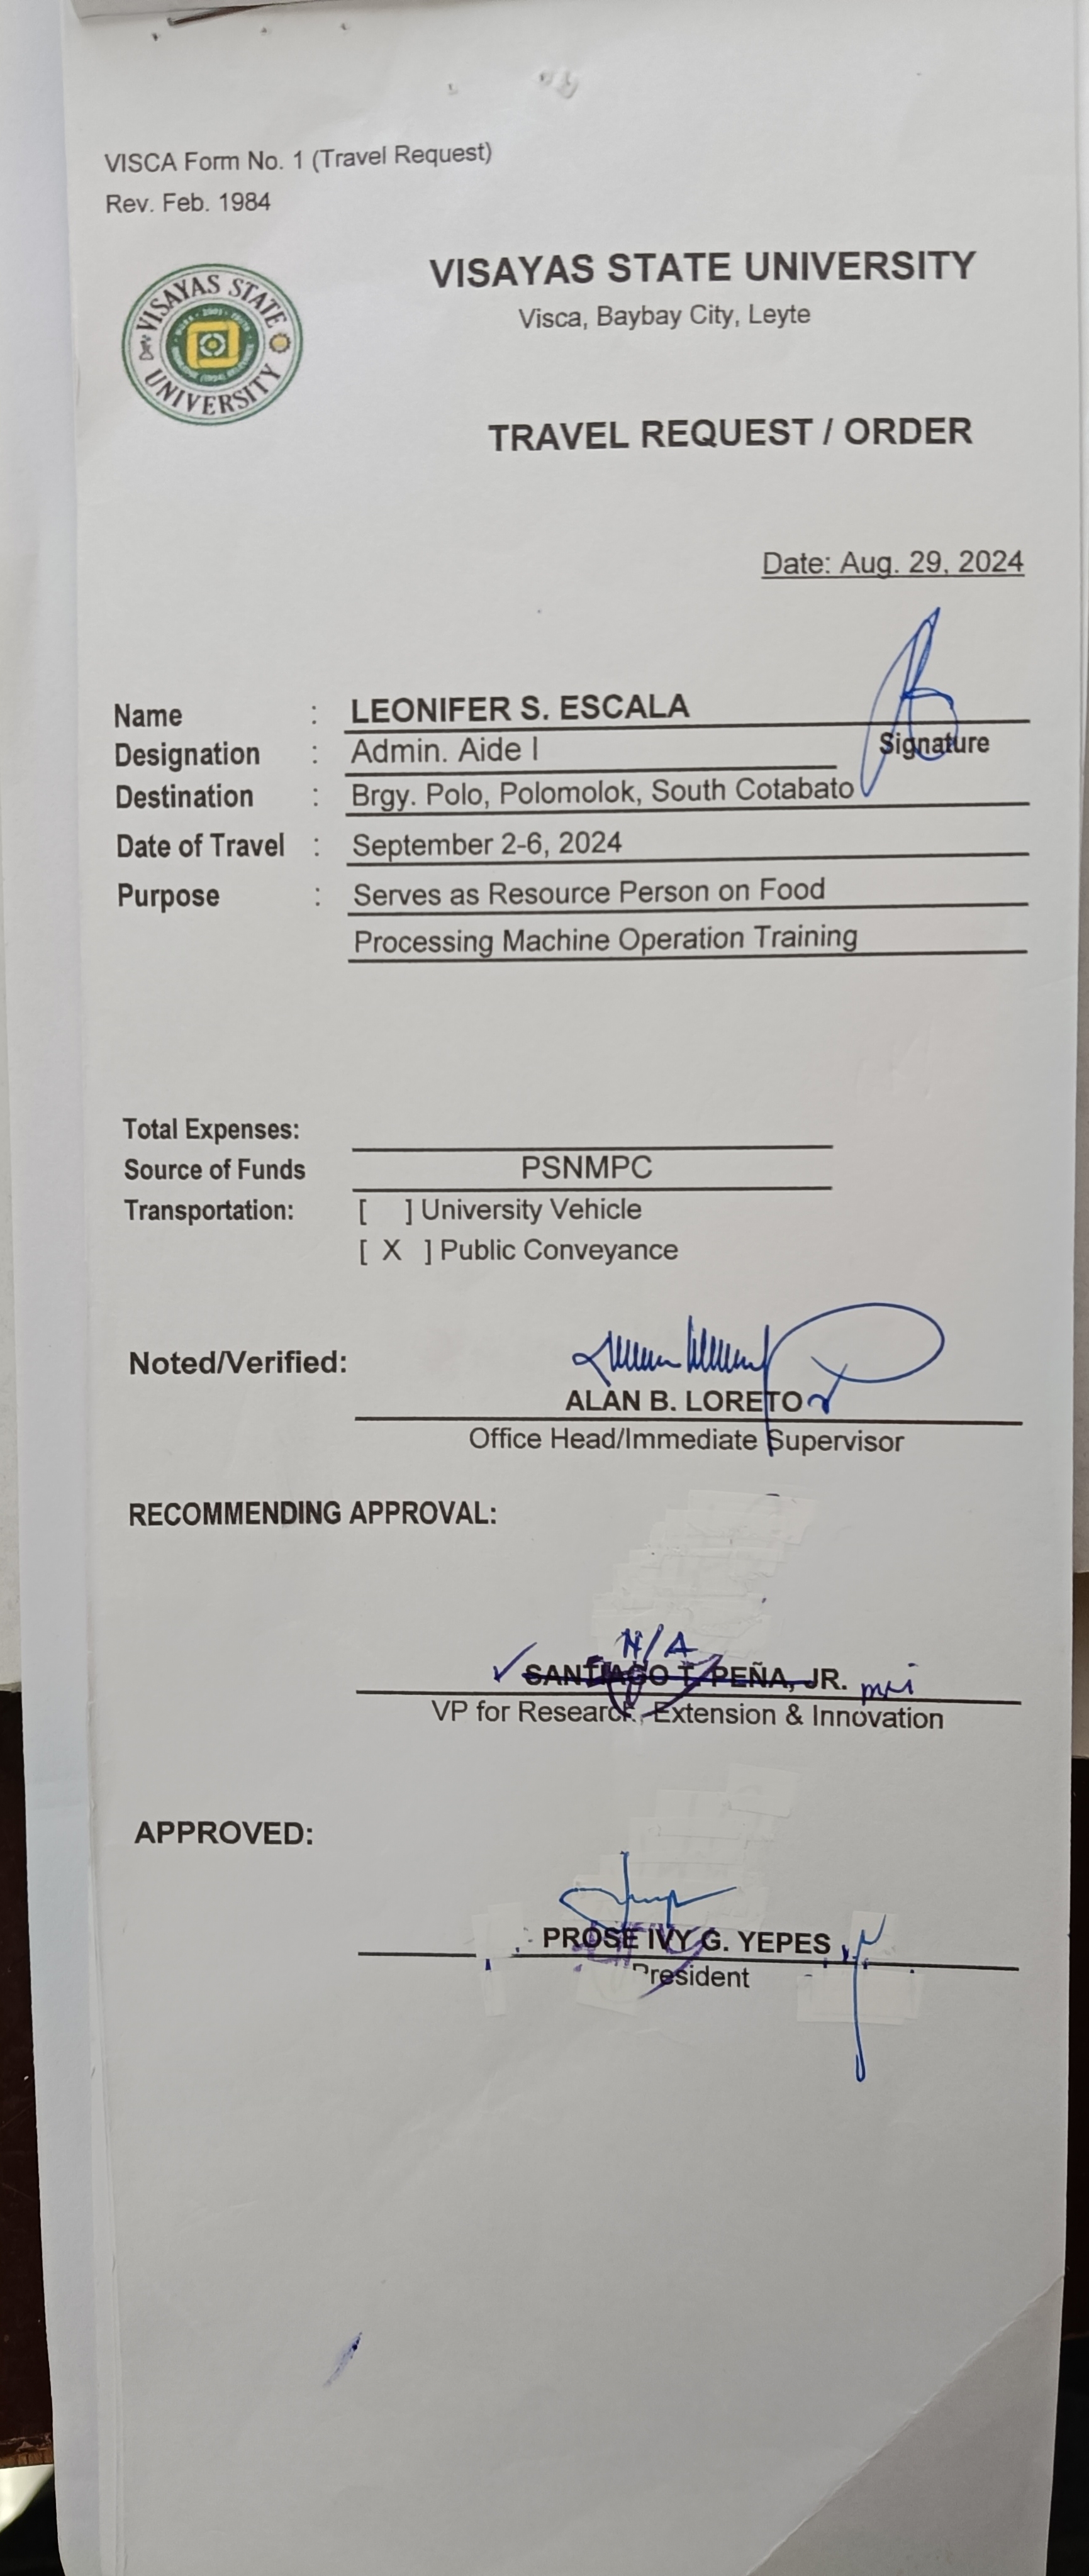 VISCA Form No. 1 (Travel Request)
Rev. Feb. 1984
VISAYAS STATE UNIVERSITY
VISAYAS STATE UNIVERSITY
Visca, Baybay City, Leyte
TRAVEL REQUEST / ORDER
Date: Aug. 29, 2024
Name : LEONIFER S. ESCALA
Signature
Designation : Admin. Aide I
Destination : Brgy. Polo, Polomolok, South Cotabato
Date of Travel : September 2-6, 2024
Purpose : Serves as Resource Person on Food
Processing Machine Operation Training
Total Expenses:
Source of Funds PSNMPC
Transportation: [ ] University Vehicle
[ X ] Public Conveyance
Noted/Verified:
ALAN B. LORETO
Office Head/Immediate Supervisor
RECOMMENDING APPROVAL:
N/A
SANTIAGO T. PEÑA, JR.
VP for Research, Extension & Innovation
APPROVED:
PROSE IVY G. YEPES
President